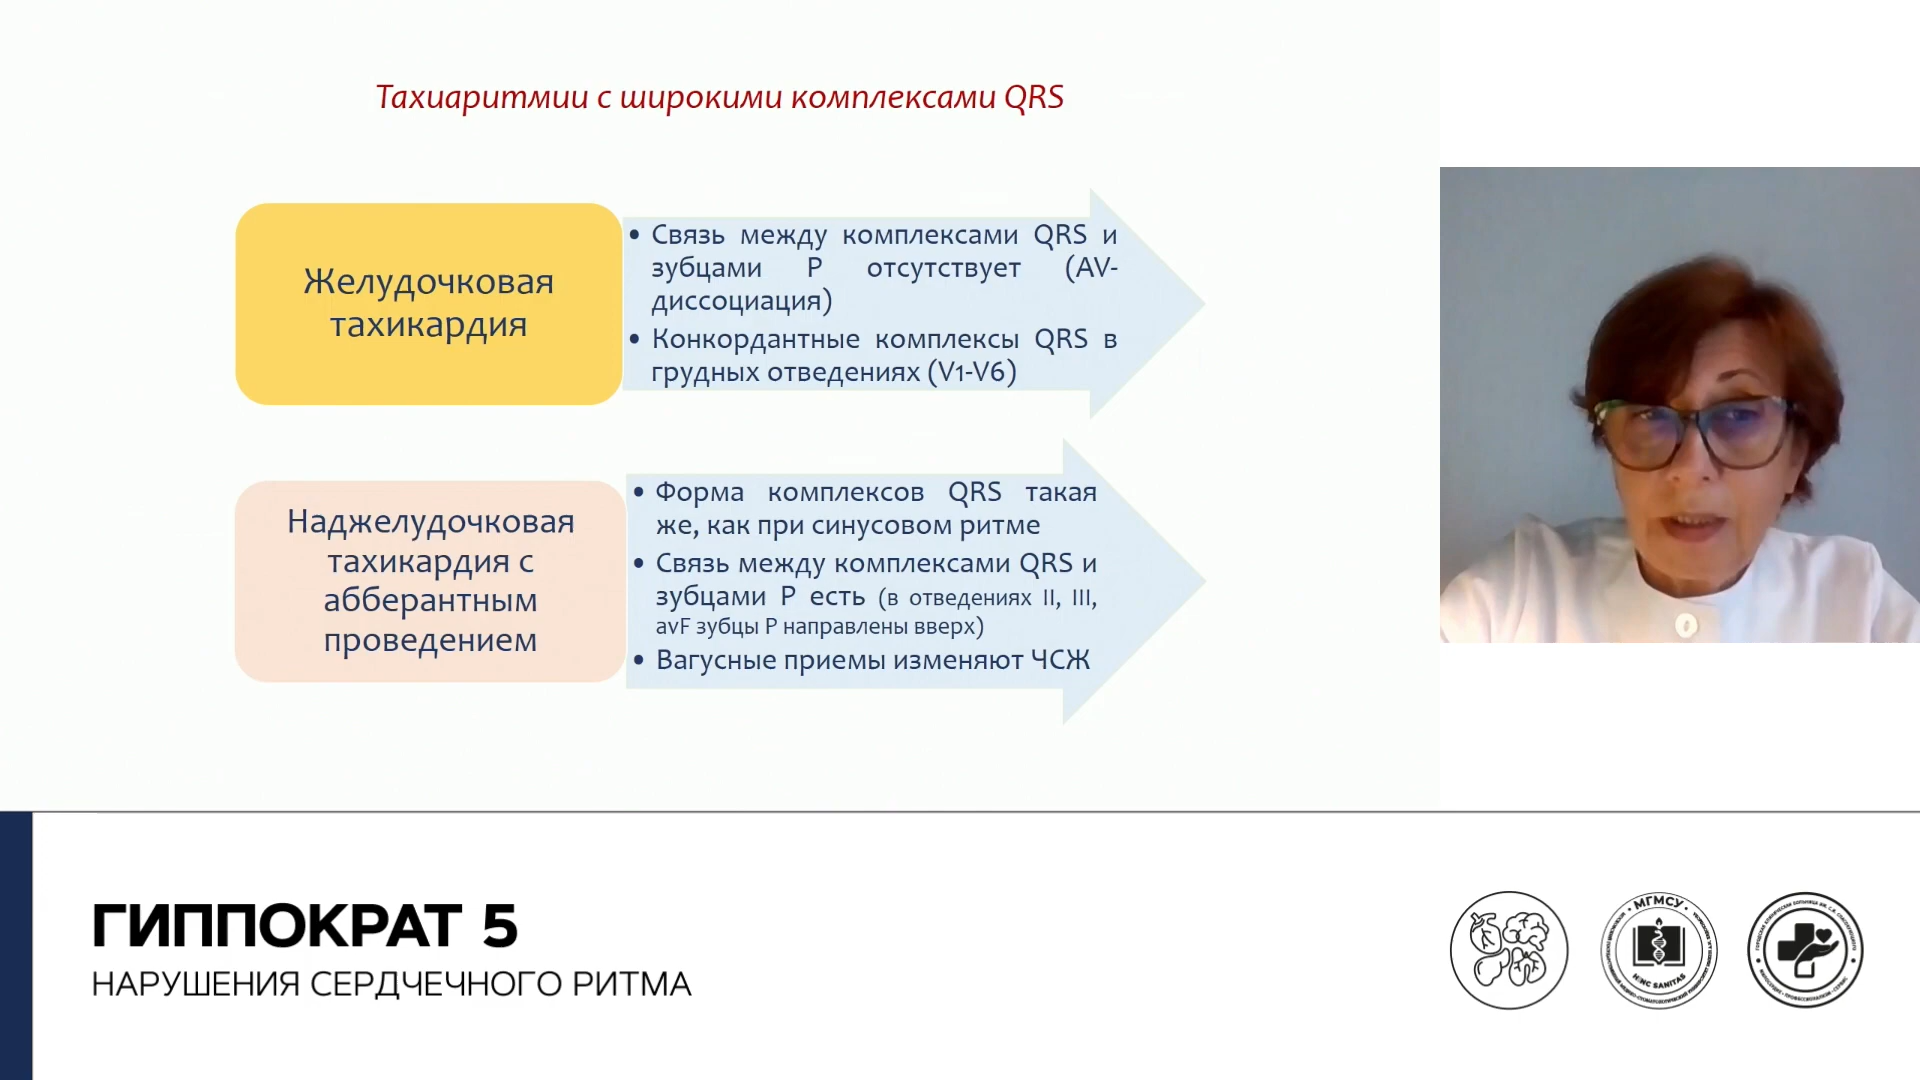 Тахиаритмии с широкими комплексами QRS
Желудочковая
тахикардия
• Связь между комплексами QRS и
зубцами P отсутствует (AV-
диссоциация)
• Конкордантные комплексы QRS в
грудных отведениях (V1-V6)
Наджелудочковая
тахикардия с
абберантным
проведением
• Форма комплексов QRS такая
же, как при синусовом ритме
• Связь между комплексами QRS и
зубцами P есть (в отведениях II, III,
avF зубцы P направлены вверх)
• Вагусные приемы изменяют ЧСЖ
ГИППОКРАТ 5
НАРУШЕНИЯ СЕРДЧЕЧНОГО РИТМА
МГМСУ
SANITAS